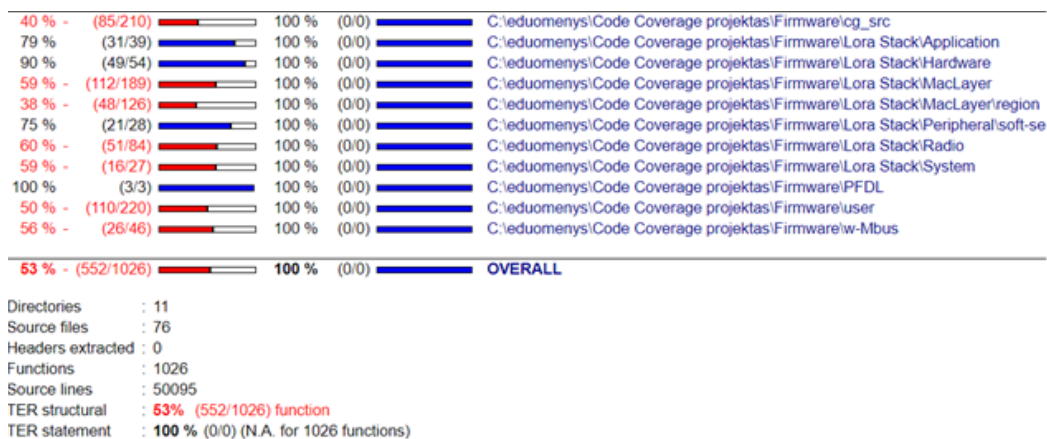 40 % - (85/210) 100 % (0/0) C:\eduomenys\Code Coverage projektas\Firmware\cg_src
79 % (31/39) 100 % (0/0) C:\eduomenys\Code Coverage projektas\Firmware\Lora Stack\Application
90 % (49/54) 100 % (0/0) C:\eduomenys\Code Coverage projektas\Firmware\Lora Stack\Hardware
59 % - (112/189) 100 % (0/0) C:\eduomenys\Code Coverage projektas\Firmware\Lora Stack\MacLayer
38 % - (48/126) 100 % (0/0) C:\eduomenys\Code Coverage projektas\Firmware\Lora Stack\MacLayer\region
75 % (21/28) 100 % (0/0) C:\eduomenys\Code Coverage projektas\Firmware\Lora Stack\Peripheral\soft-se
60 % - (51/84) 100 % (0/0) C:\eduomenys\Code Coverage projektas\Firmware\Lora Stack\Radio
59 % - (16/27) 100 % (0/0) C:\eduomenys\Code Coverage projektas\Firmware\Lora Stack\System
100 % (3/3) 100 % (0/0) C:\eduomenys\Code Coverage projektas\Firmware\PFDL
50 % - (110/220) 100 % (0/0) C:\eduomenys\Code Coverage projektas\Firmware\user
56 % - (26/46) 100 % (0/0) C:\eduomenys\Code Coverage projektas\Firmware\w-Mbus
53 % - (552/1026) 100 % (0/0) OVERALL
Directories : 11
Source files : 76
Headers extracted : 0
Functions : 1026
Source lines : 50095
TER structural : 53% (552/1026) function
TER statement : 100 % (0/0) (N.A. for 1026 functions)